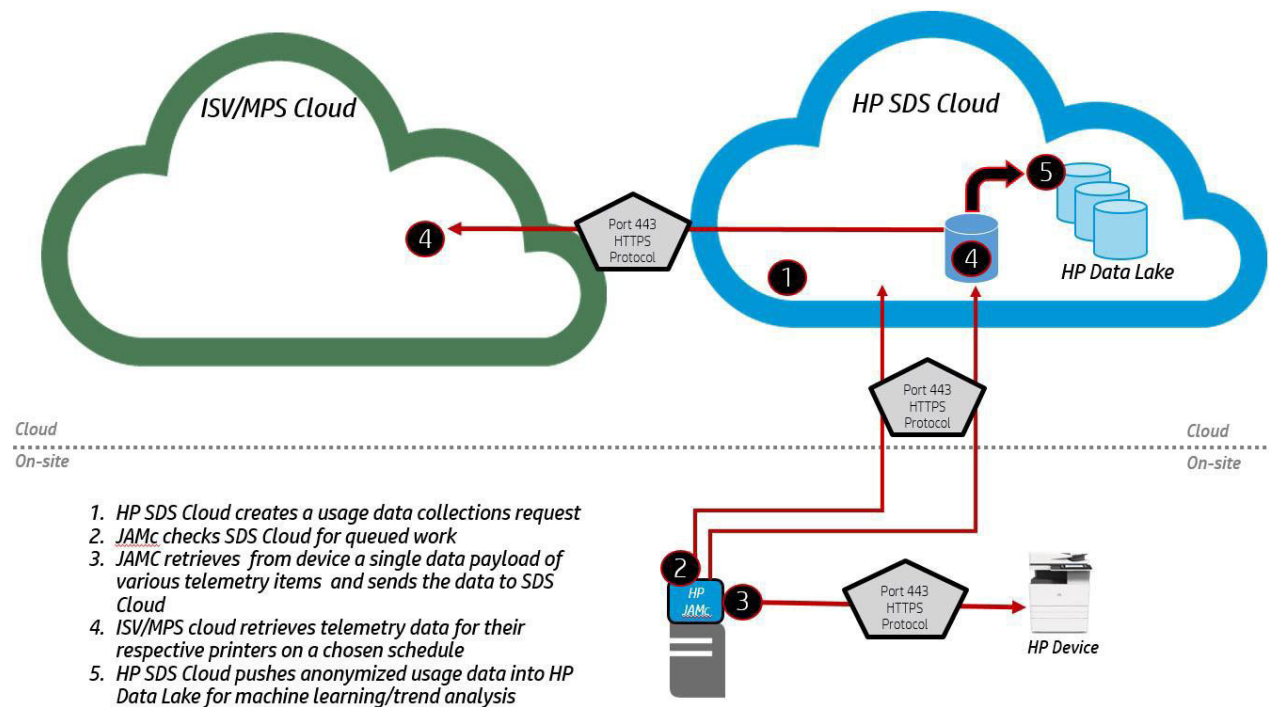 ISV/MPS Cloud
HP SDS Cloud
5
4
Port 443
HTTPS
Protocol
4
1
HP Data Lake
Port 443
HTTPS
Protocol
Cloud
Cloud
On-site
On-site
1. HP SDS Cloud creates a usage data collections request
2. JAMc checks SDS Cloud for queued work
3. JAMC retrieves from device a single data payload of
various telemetry items and sends the data to SDS
Cloud
4. ISV/MPS cloud retrieves telemetry data for their
respective printers on a chosen schedule
5. HP SDS Cloud pushes anonymized usage data into HP
Data Lake for machine learning/trend analysis
2
HP
JAMc
3
Port 443
HTTPS
Protocol
HP Device